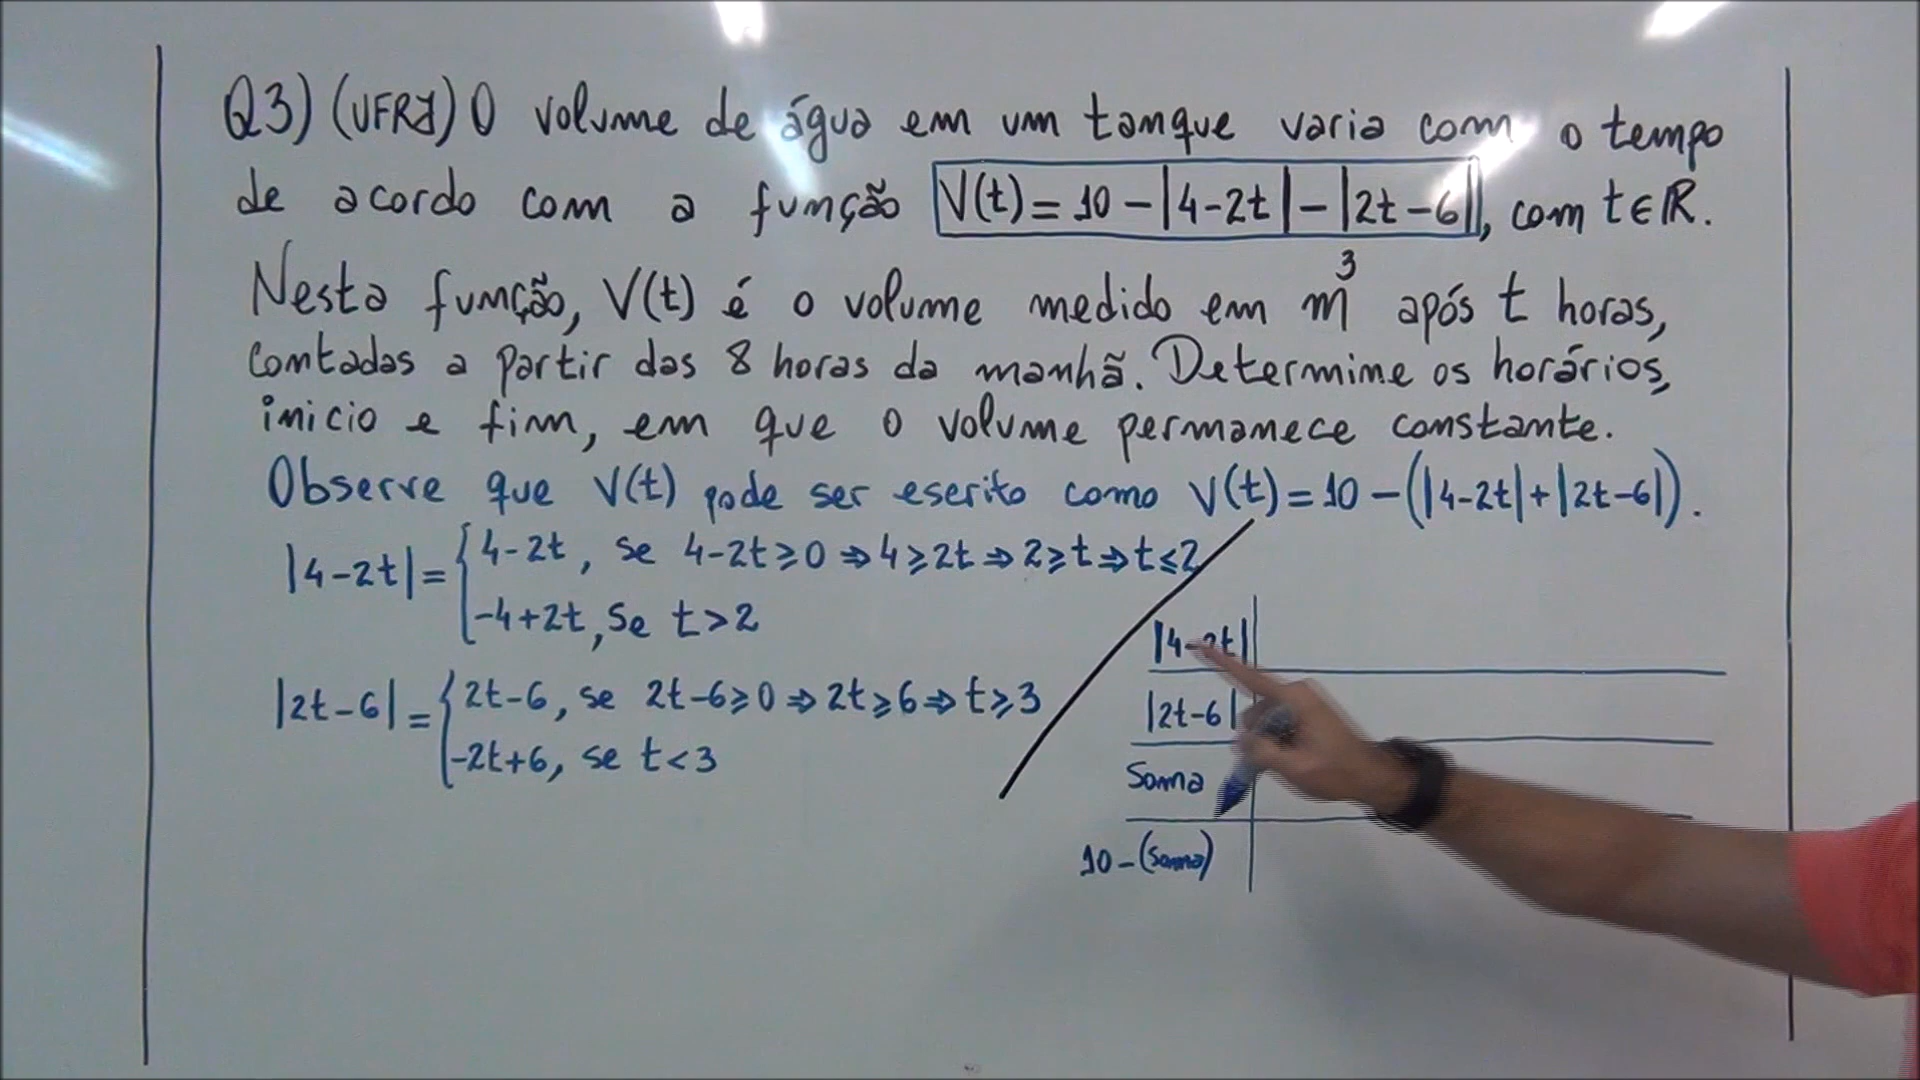 Q3) (UFRJ) O volume de água em um tanque varia com o tempo
de acordo com a função V(t) = 10 - |4-2t| - |2t-6|, com t∈R.
Nesta função, V(t) é o volume medido em m³ após t horas,
contadas a partir das 8 horas da manhã. Determine os horários,
inicio e fim, em que o volume permanece constante.
Observe que V(t) pode ser escrito como V(t) = 10 - (|4-2t| + |2t-6|).
|4-2t| = { 4-2t, se 4-2t ≥ 0 ⇒ 4 ≥ 2t ⇒ 2 ≥ t ⇒ t ≤ 2
-4+2t, se t > 2
|2t-6| = { 2t-6, se 2t-6 ≥ 0 ⇒ 2t ≥ 6 ⇒ t ≥ 3
-2t+6, se t < 3
|4-2t|
|2t-6|
Soma
10 - (Soma)